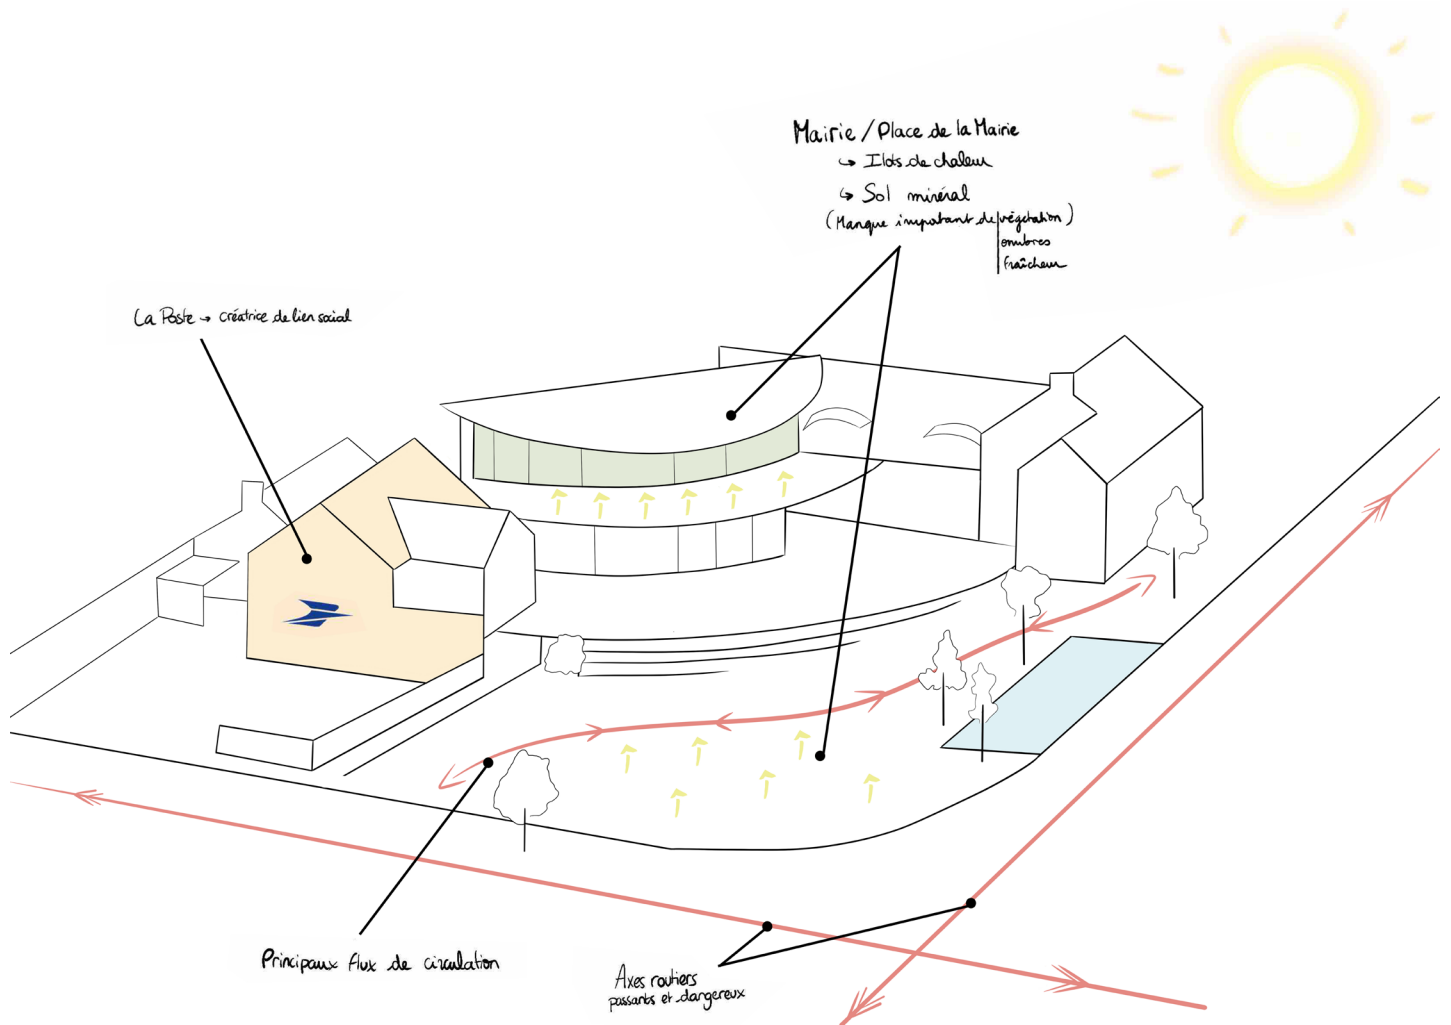 Mairie / Place de la Mairie
↳ Ilots de chaleur
↳ Sol minéral
(Manque important de végétation)
ombres
fraîcheur
La Poste → créatrice de lien social
Principaux flux de circulation
Axes routiers
passants et dangereux